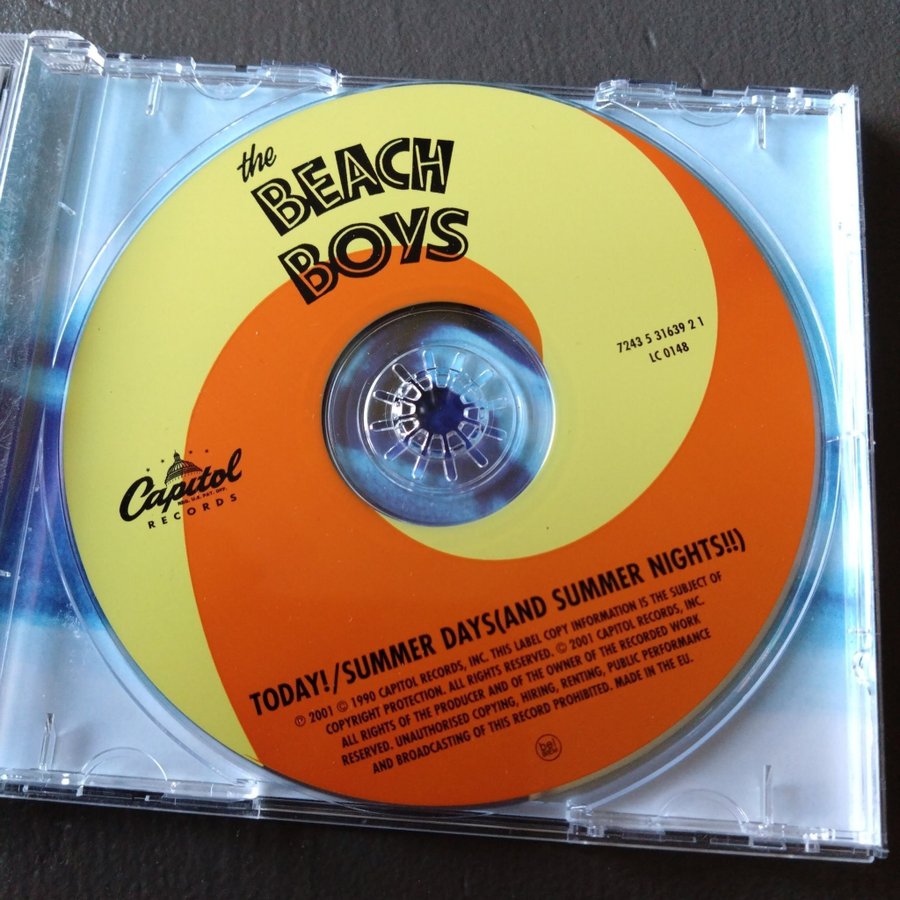 the
BEACH
BOYS
7243 5 31639 2 1
LC 0148
Capitol
REG. U.S. PAT. OFF.
RECORDS
TODAY!/SUMMER DAYS(AND SUMMER NIGHTS!!)
℗ 2001 © 1990 CAPITOL RECORDS, INC. THIS LABEL COPY INFORMATION IS THE SUBJECT OF
COPYRIGHT PROTECTION. ALL RIGHTS RESERVED. © 2001 CAPITOL RECORDS, INC.
ALL RIGHTS OF THE PRODUCER AND OF THE OWNER OF THE RECORDED WORK
RESERVED. UNAUTHORISED COPYING, HIRING, RENTING, PUBLIC PERFORMANCE
AND BROADCASTING OF THIS RECORD PROHIBITED. MADE IN THE EU.